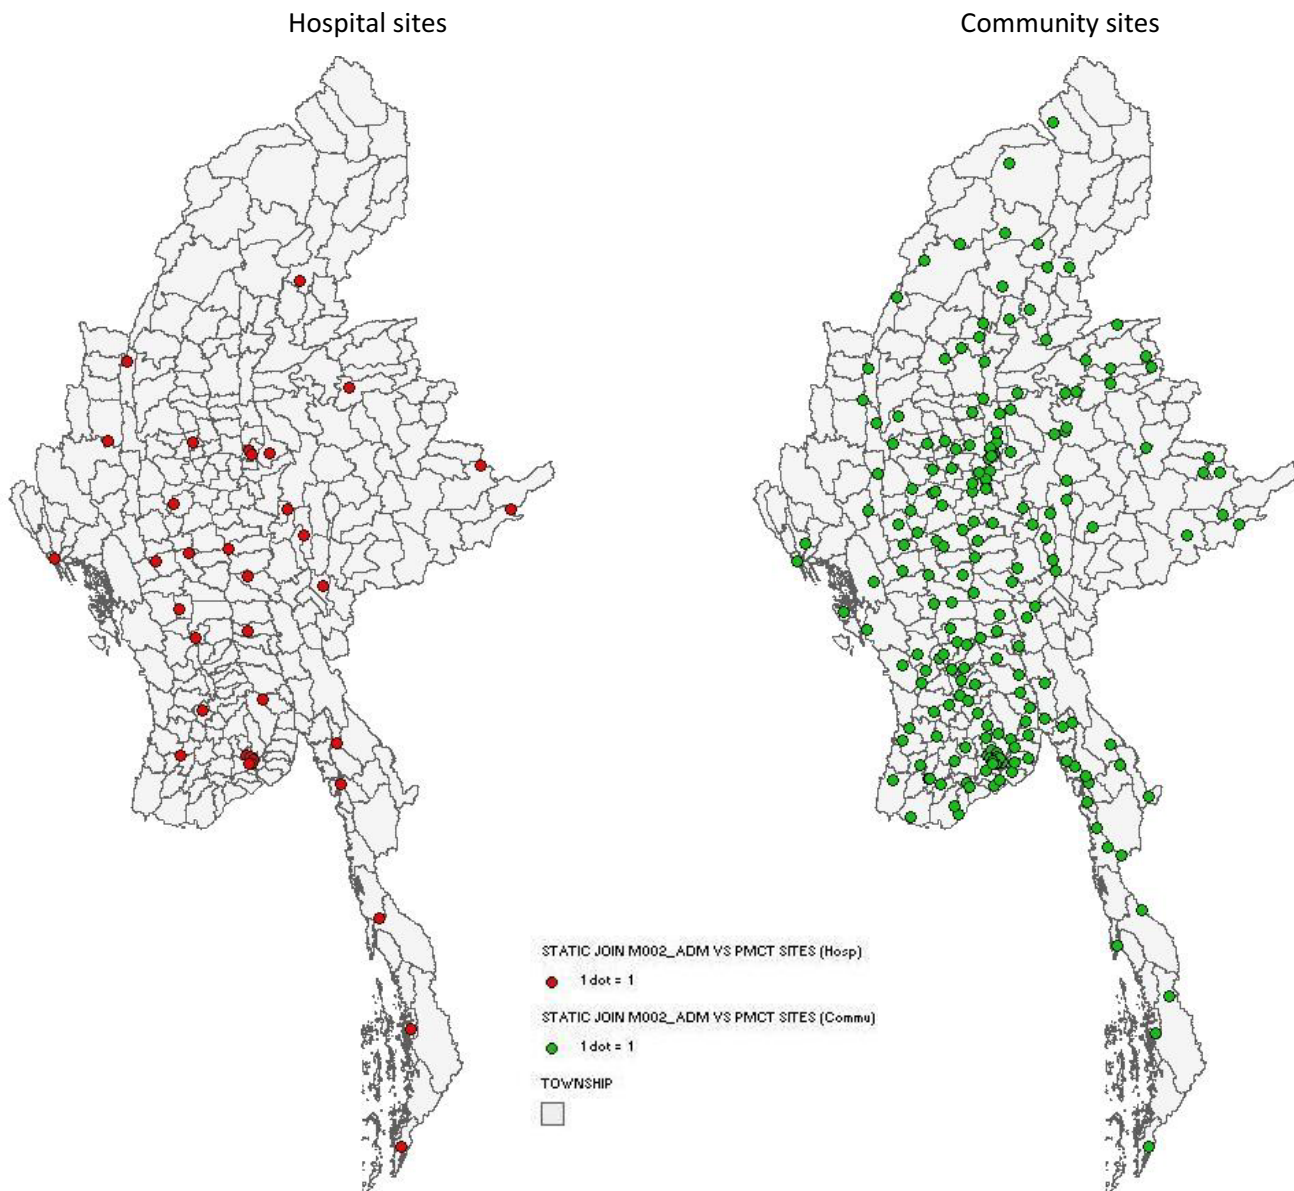 Hospital sites
Community sites
STATIC JOIN M002_ADM VS PMCT SITES (Hosp)
1 dot = 1
STATIC JOIN M002_ADM VS PMCT SITES (Commu)
1 dot = 1
TOWNSHIP